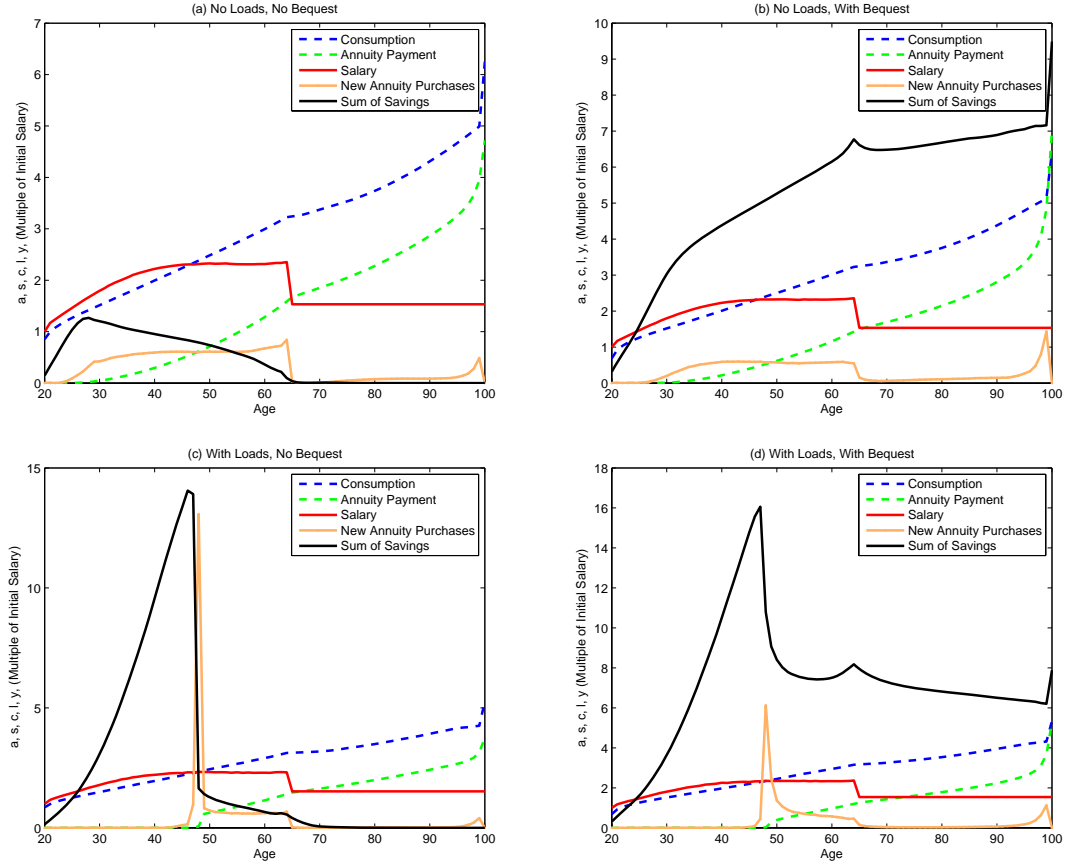 (a) No Loads, No Bequest
a, s, c, l, y, (Multiple of Initial Salary)
7
6
5
4
3
2
1
0
Consumption
Annuity Payment
Salary
New Annuity Purchases
Sum of Savings
20 30 40 50 60 70 80 90 100
Age
(b) No Loads, With Bequest
a, s, c, l, y, (Multiple of Initial Salary)
10
9
8
7
6
5
4
3
2
1
0
Consumption
Annuity Payment
Salary
New Annuity Purchases
Sum of Savings
20 30 40 50 60 70 80 90 100
Age
(c) With Loads, No Bequest
a, s, c, l, y, (Multiple of Initial Salary)
15
10
5
0
Consumption
Annuity Payment
Salary
New Annuity Purchases
Sum of Savings
20 30 40 50 60 70 80 90 100
Age
(d) With Loads, With Bequest
a, s, c, l, y (Multiple of Initial Salary)
18
16
14
12
10
8
6
4
2
0
Consumption
Annuity Payment
Salary
New Annuity Purchases
Sum of Savings
20 30 40 50 60 70 80 90 100
Age